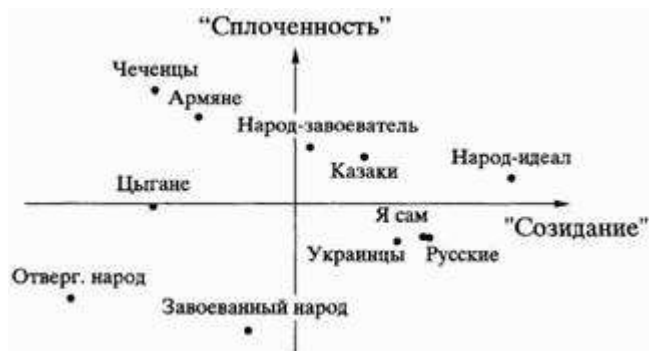 “Сплоченность”
Чеченцы
Армяне
Народ-завоеватель
Казаки
Народ-идеал
Цыгане
Я сам
"Созидание"
Украинцы
Русские
Отверг. народ
Завоеванный народ